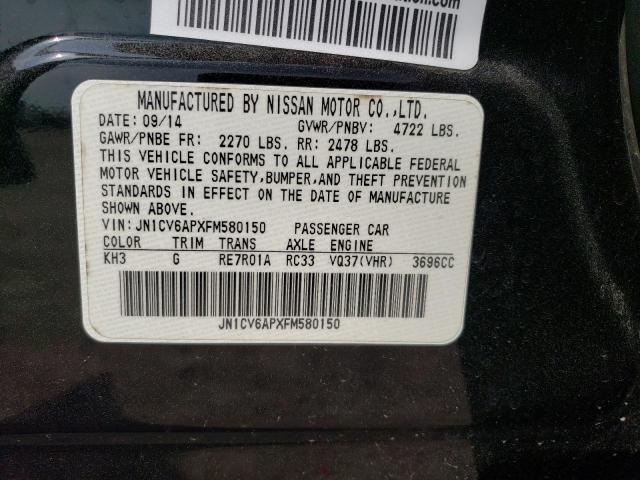 MANUFACTURED BY NISSAN MOTOR CO.,LTD.
DATE: 09/14 GVWR/PNBV: 4722 LBS.
GAWR/PNBE FR: 2270 LBS. RR: 2478 LBS.
THIS VEHICLE CONFORMS TO ALL APPLICABLE FEDERAL
MOTOR VEHICLE SAFETY,BUMPER,AND THEFT PREVENTION
STANDARDS IN EFFECT ON THE DATE OF MANUFACTURE
SHOWN ABOVE.
VIN: JN1CV6APXFM580150 PASSENGER CAR
COLOR TRIM TRANS AXLE ENGINE
KH3 G RE7R01A RC33 VQ37(VHR) 3696CC
JN1CV6APXFM580150